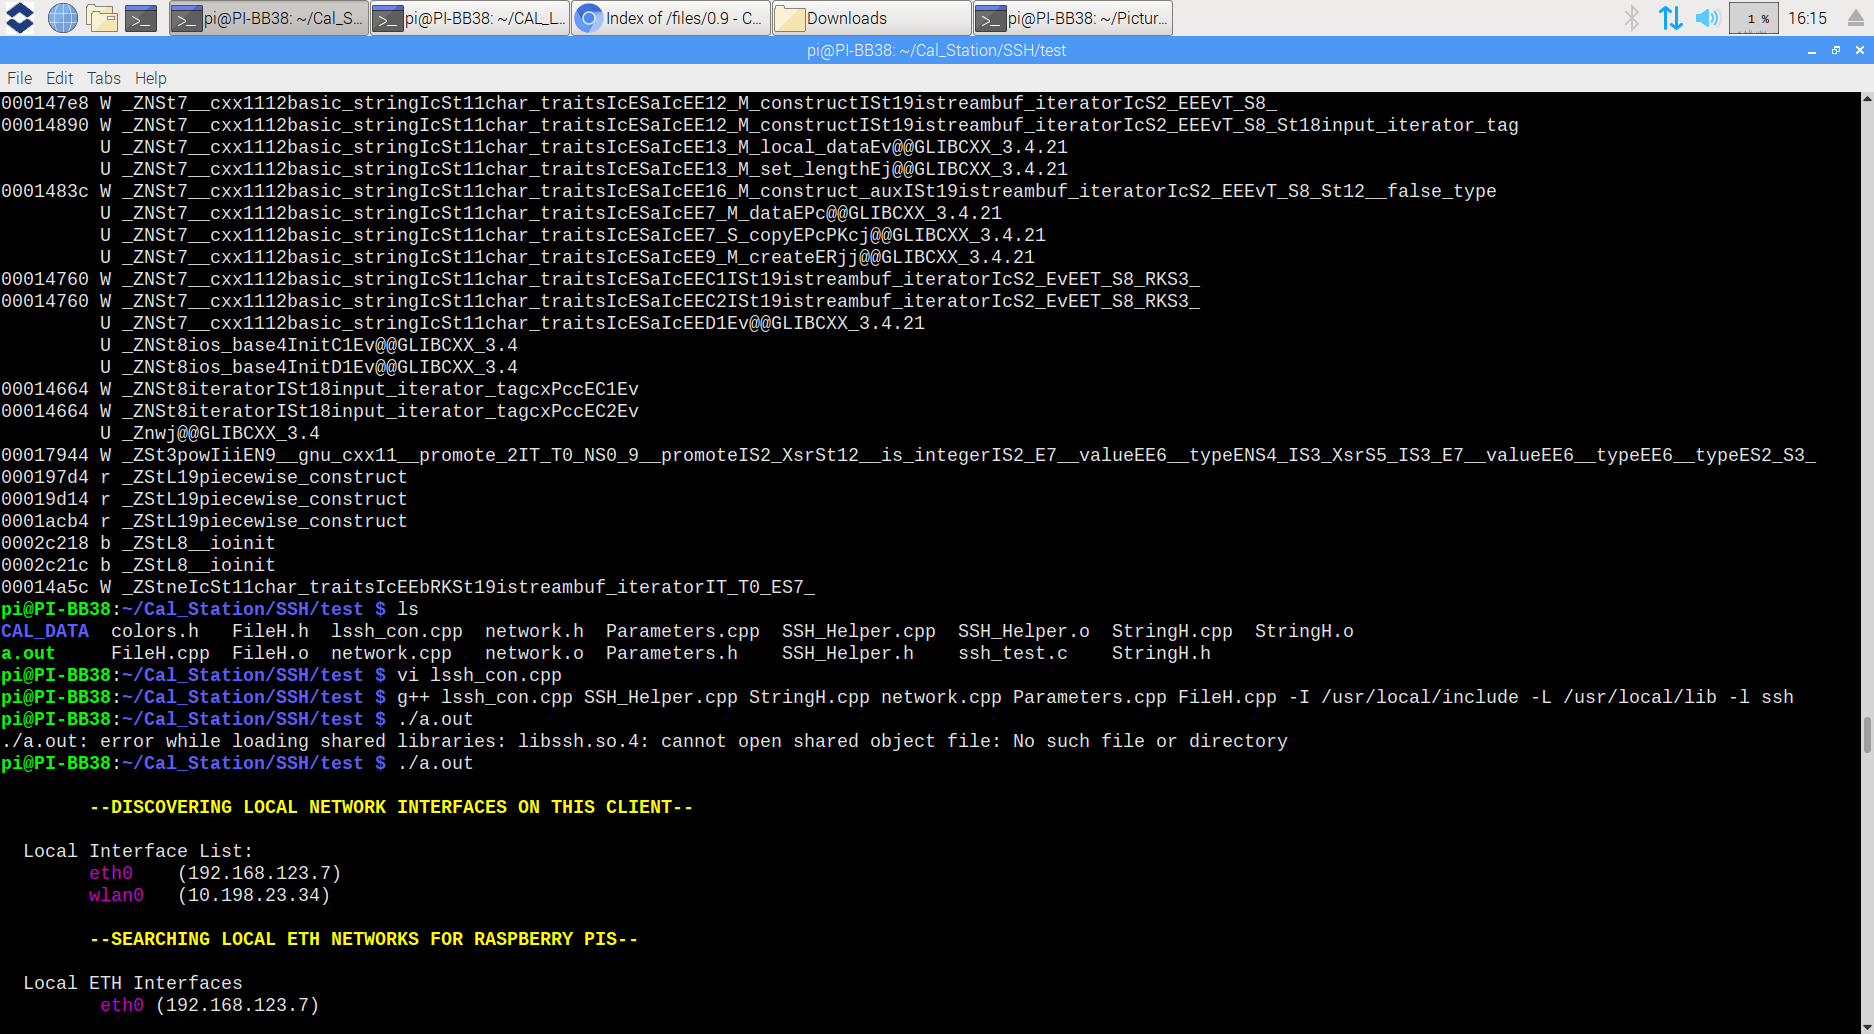 pi@PI-BB38: ~/Cal_S... pi@PI-BB38: ~/CAL_L... Index of /files/0.9 - C... Downloads pi@PI-BB38: ~/Pictur... 1 % 16:15
pi@PI-BB38: ~/Cal_Station/SSH/test
File Edit Tabs Help
000147e8 W _ZNSt7__cxx1112basic_stringIcSt11char_traitsIcESaIcEE12_M_constructISt19istreambuf_iteratorIcS2_EEEvT_S8_
00014890 W _ZNSt7__cxx1112basic_stringIcSt11char_traitsIcESaIcEE12_M_constructISt19istreambuf_iteratorIcS2_EEEvT_S8_St18input_iterator_tag
U _ZNSt7__cxx1112basic_stringIcSt11char_traitsIcESaIcEE13_M_local_dataEv@@GLIBCXX_3.4.21
U _ZNSt7__cxx1112basic_stringIcSt11char_traitsIcESaIcEE13_M_set_lengthEj@@GLIBCXX_3.4.21
0001483c W _ZNSt7__cxx1112basic_stringIcSt11char_traitsIcESaIcEE16_M_construct_auxISt19istreambuf_iteratorIcS2_EEEvT_S8_St12__false_type
U _ZNSt7__cxx1112basic_stringIcSt11char_traitsIcESaIcEE7_M_dataEPc@@GLIBCXX_3.4.21
U _ZNSt7__cxx1112basic_stringIcSt11char_traitsIcESaIcEE7_S_copyEPcPKcj@@GLIBCXX_3.4.21
U _ZNSt7__cxx1112basic_stringIcSt11char_traitsIcESaIcEE9_M_createERjj@@GLIBCXX_3.4.21
00014760 W _ZNSt7__cxx1112basic_stringIcSt11char_traitsIcESaIcEEC1ISt19istreambuf_iteratorIcS2_EvEET_S8_RKS3_
00014760 W _ZNSt7__cxx1112basic_stringIcSt11char_traitsIcESaIcEEC2ISt19istreambuf_iteratorIcS2_EvEET_S8_RKS3_
U _ZNSt7__cxx1112basic_stringIcSt11char_traitsIcESaIcEED1Ev@@GLIBCXX_3.4.21
U _ZNSt8ios_base4InitC1Ev@@GLIBCXX_3.4
U _ZNSt8ios_base4InitD1Ev@@GLIBCXX_3.4
00014664 W _ZNSt8iteratorISt18input_iterator_tagcxPccEC1Ev
00014664 W _ZNSt8iteratorISt18input_iterator_tagcxPccEC2Ev
U _Znwj@@GLIBCXX_3.4
00017944 W _ZSt3powIiiEN9__gnu_cxx11__promote_2IT_T0_NS0_9__promoteIS2_XsrSt12__is_integerIS2_E7__valueEE6__typeENS4_IS3_XsrS5_IS3_E7__valueEE6__typeEE6__typeES2_S3_
000197d4 r _ZStL19piecewise_construct
00019d14 r _ZStL19piecewise_construct
0001acb4 r _ZStL19piecewise_construct
0002c218 b _ZStL8__ioinit
0002c21c b _ZStL8__ioinit
00014a5c W _ZStneIcSt11char_traitsIcEEbRKSt19istreambuf_iteratorIT_T0_ES7_
pi@PI-BB38:~/Cal_Station/SSH/test $ ls
CAL_DATA colors.h FileH.h lssh_con.cpp network.h Parameters.cpp SSH_Helper.cpp SSH_Helper.o StringH.cpp StringH.o
a.out FileH.cpp FileH.o network.cpp network.o Parameters.h SSH_Helper.h ssh_test.c StringH.h
pi@PI-BB38:~/Cal_Station/SSH/test $ vi lssh_con.cpp
pi@PI-BB38:~/Cal_Station/SSH/test $ g++ lssh_con.cpp SSH_Helper.cpp StringH.cpp network.cpp Parameters.cpp FileH.cpp -I /usr/local/include -L /usr/local/lib -l ssh
pi@PI-BB38:~/Cal_Station/SSH/test $ ./a.out
./a.out: error while loading shared libraries: libssh.so.4: cannot open shared object file: No such file or directory
pi@PI-BB38:~/Cal_Station/SSH/test $ ./a.out
--DISCOVERING LOCAL NETWORK INTERFACES ON THIS CLIENT--
Local Interface List:
eth0 (192.168.123.7)
wlan0 (10.198.23.34)
--SEARCHING LOCAL ETH NETWORKS FOR RASPBERRY PIS--
Local ETH Interfaces
eth0 (192.168.123.7)